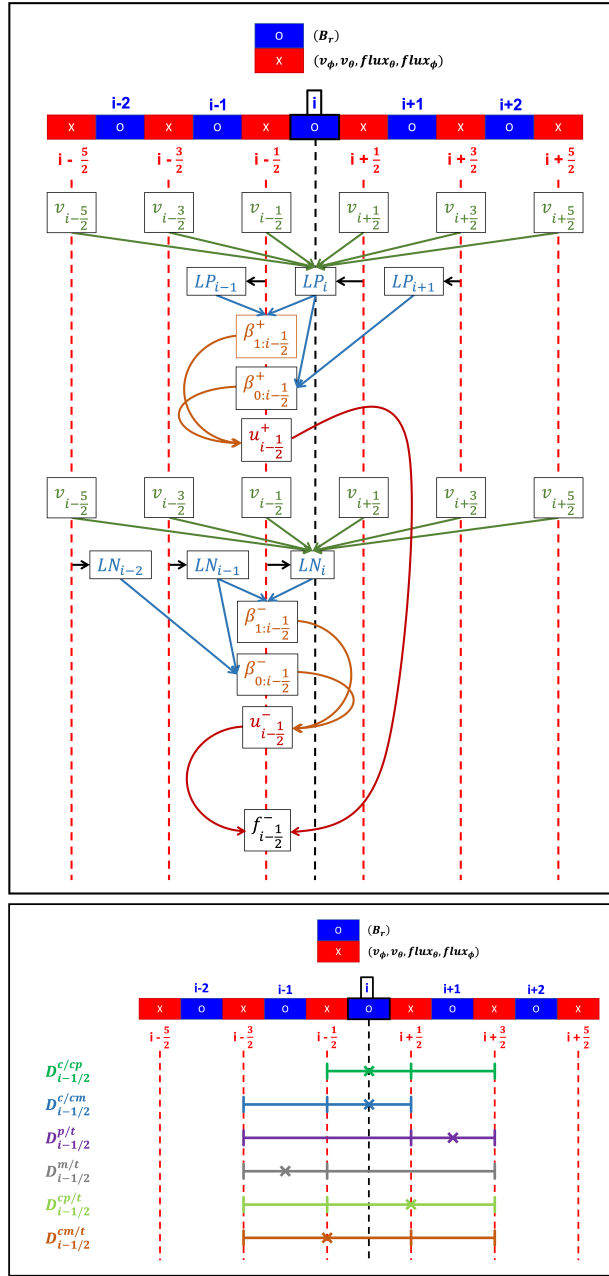 O (B_r)
X (v_ϕ, v_θ, flux_θ, flux_ϕ)
i-2 i-1 i i+1 i+2
X O X O X O X O X O X
i - 5/2 i - 3/2 i - 1/2 i + 1/2 i + 3/2 i + 5/2
v_{i-5/2} v_{i-3/2} v_{i-1/2} v_{i+1/2} v_{i+3/2} v_{i+5/2}
LP_{i-1} LP_i LP_{i+1}
β^+_{1:i-1/2}
β^+_{0:i-1/2}
u^+_{i-1/2}
v_{i-5/2} v_{i-3/2} v_{i-1/2} v_{i+1/2} v_{i+3/2} v_{i+5/2}
LN_{i-2} LN_{i-1} LN_i
β^-_{1:i-1/2}
β^-_{0:i-1/2}
u^-_{i-1/2}
f^-_{i-1/2}
O (B_r)
X (v_ϕ, v_θ, flux_θ, flux_ϕ)
i-2 i-1 i i+1 i+2
X O X O X O X O X O X
i - 5/2 i - 3/2 i - 1/2 i + 1/2 i + 3/2 i + 5/2
D^{c/cp}_{i-1/2}
D^{c/cm}_{i-1/2}
D^{p/t}_{i-1/2}
D^{m/t}_{i-1/2}
D^{cp/t}_{i-1/2}
D^{cm/t}_{i-1/2}